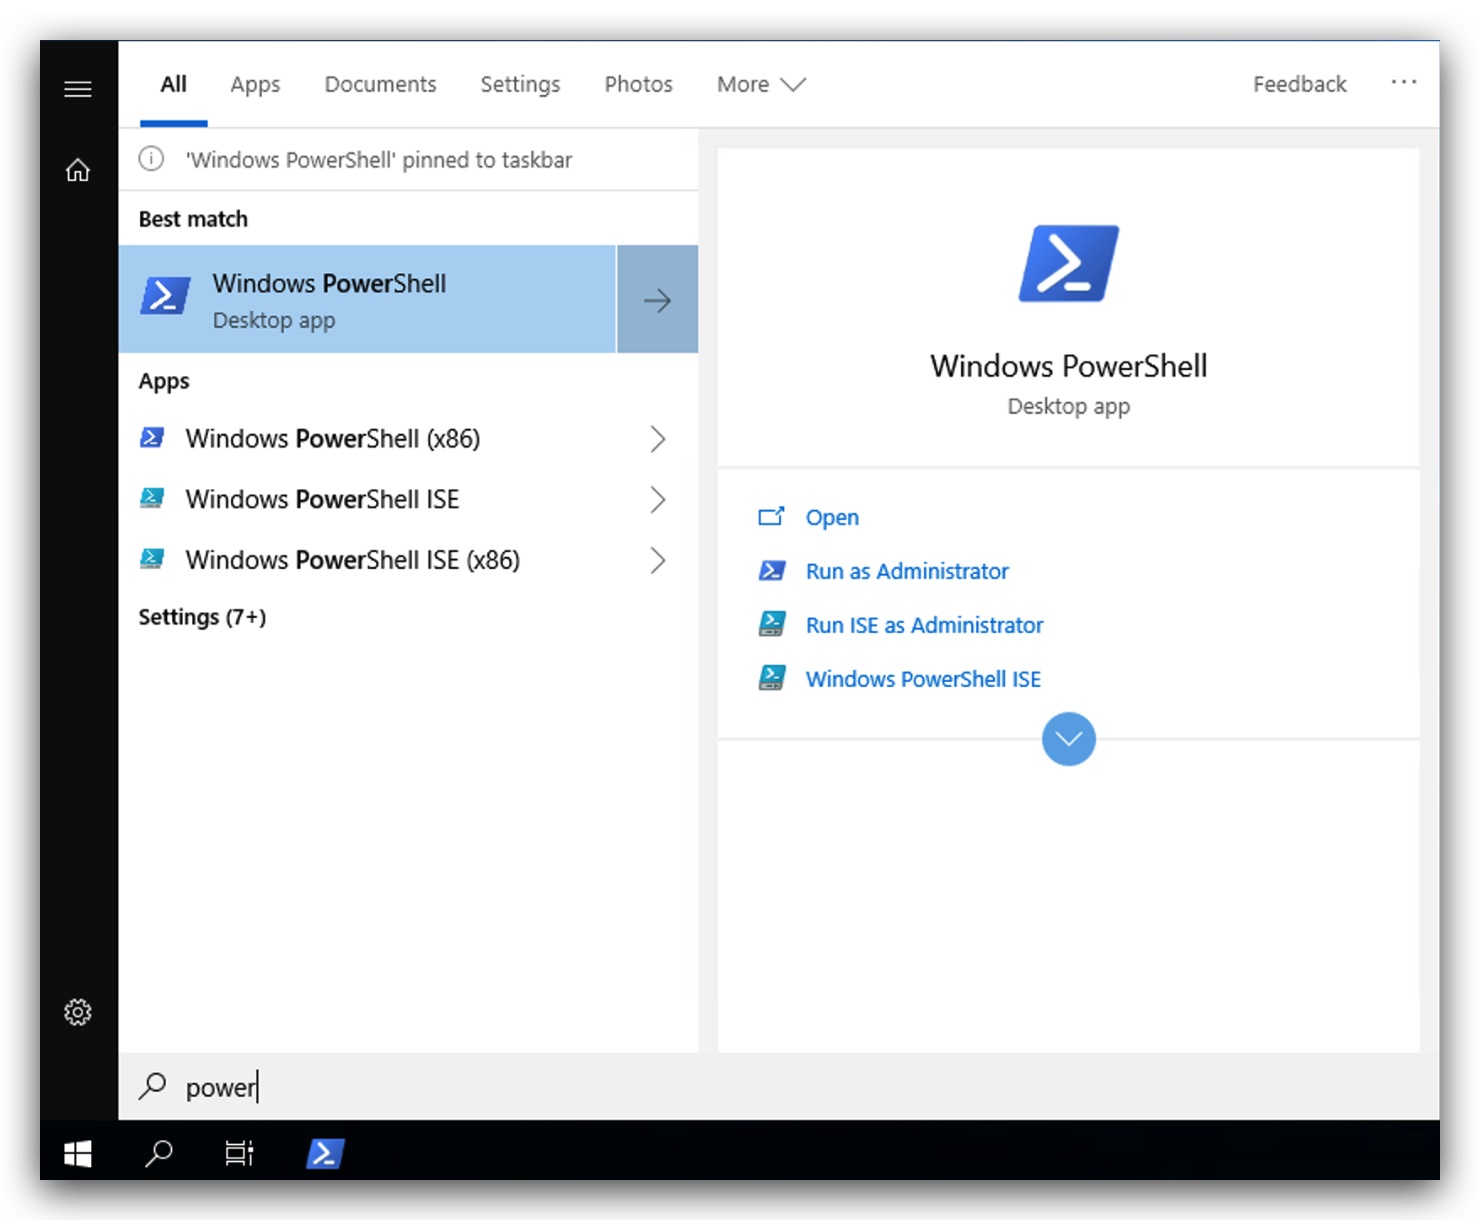 All Apps Documents Settings Photos More Feedback ...
'Windows PowerShell' pinned to taskbar
Best match
Windows PowerShell
Desktop app
Apps
Windows PowerShell (x86)
Windows PowerShell ISE
Windows PowerShell ISE (x86)
Settings (7+)
Windows PowerShell
Desktop app
Open
Run as Administrator
Run ISE as Administrator
Windows PowerShell ISE
power